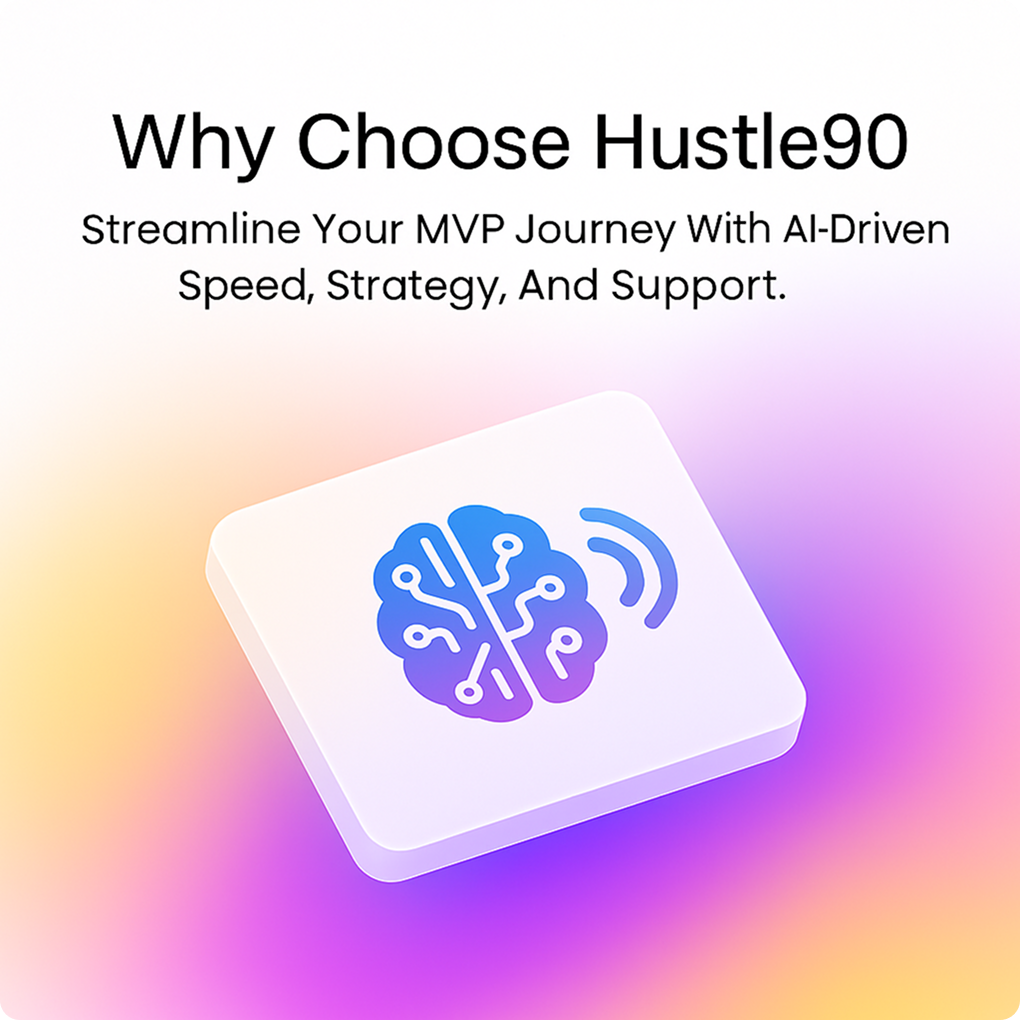 Why Choose Hustle90
Streamline Your MVP Journey With AI-Driven
Speed, Strategy, And Support.